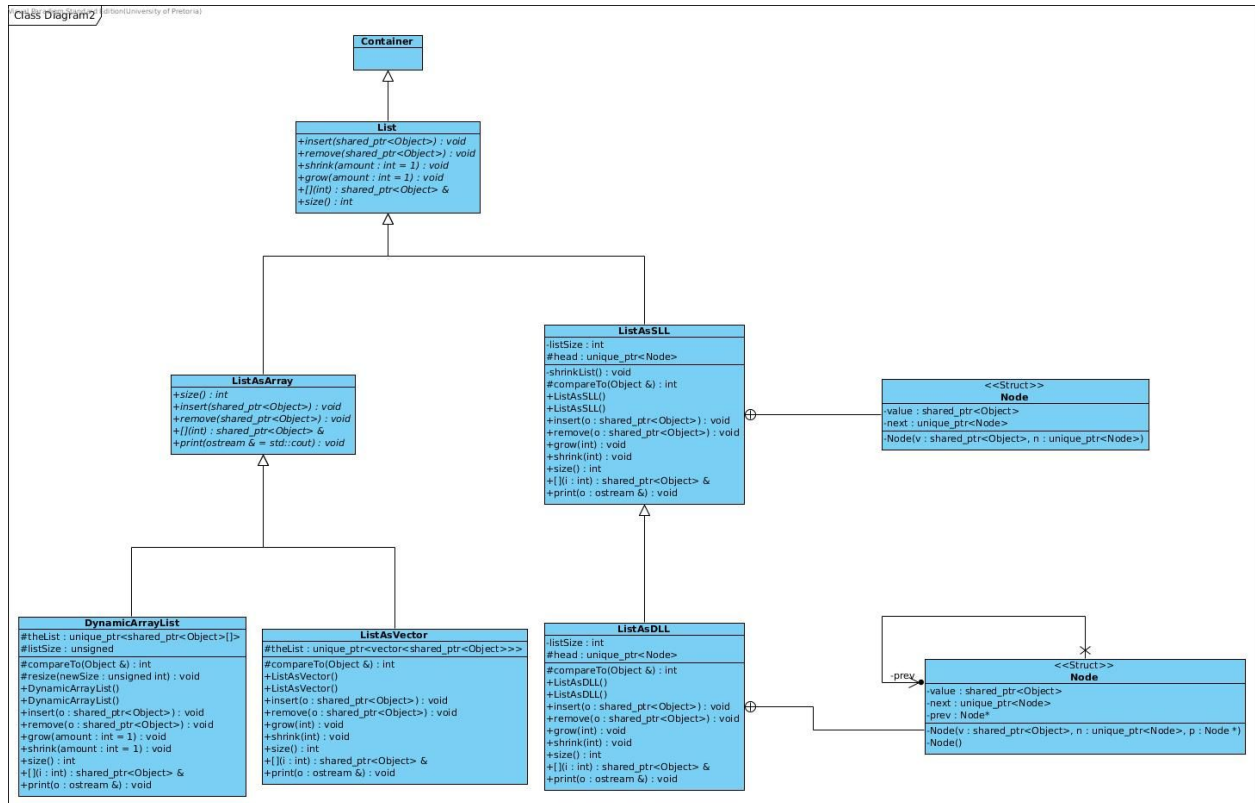 Visual Paradigm Standard Edition(University of Pretoria)
Class Diagram2
Container
List
+insert(shared_ptr<Object>) : void
+remove(shared_ptr<Object>) : void
+shrink(amount : int = 1) : void
+grow(amount : int = 1) : void
+[](int) : shared_ptr<Object> &
+size() : int
ListAsArray
+size() : int
+insert(shared_ptr<Object>) : void
+remove(shared_ptr<Object>) : void
+[](int) : shared_ptr<Object> &
+print(ostream & = std::cout) : void
ListAsSLL
-listSize : int
#head : unique_ptr<Node>
-shrinkList() : void
#compareTo(Object &) : int
+ListAsSLL()
+ListAsSLL()
+insert(o : shared_ptr<Object>) : void
+remove(o : shared_ptr<Object>) : void
+grow(int) : void
+shrink(int) : void
+size() : int
+[](i : int) : shared_ptr<Object> &
+print(o : ostream &) : void
<<Struct>>
Node
-value : shared_ptr<Object>
-next : unique_ptr<Node>
-Node(v : shared_ptr<Object>, n : unique_ptr<Node>)
DynamicArrayList
#theList : unique_ptr<shared_ptr<Object>[]>
#listSize : unsigned
#compareTo(Object &) : int
#resize(newSize : unsigned int) : void
+DynamicArrayList()
+DynamicArrayList()
+insert(o : shared_ptr<Object>) : void
+remove(o : shared_ptr<Object>) : void
+grow(amount : int = 1) : void
+shrink(amount : int = 1) : void
+size() : int
+[](i : int) : shared_ptr<Object> &
+print(o : ostream &) : void
ListAsVector
#theList : unique_ptr<vector<shared_ptr<Object>>>
#compareTo(Object &) : int
+ListAsVector()
+ListAsVector()
+insert(o : shared_ptr<Object>) : void
+remove(o : shared_ptr<Object>) : void
+grow(int) : void
+shrink(int) : void
+size() : int
+[](i : int) : shared_ptr<Object> &
+print(o : ostream &) : void
ListAsDLL
-listSize : int
#head : unique_ptr<Node>
#compareTo(Object &) : int
+ListAsDLL()
+ListAsDLL()
+insert(o : shared_ptr<Object>) : void
+remove(o : shared_ptr<Object>) : void
+grow(int) : void
+shrink(int) : void
+size() : int
+[](i : int) : shared_ptr<Object> &
+print(o : ostream &) : void
-prev
<<Struct>>
Node
-value : shared_ptr<Object>
-next : unique_ptr<Node>
-prev : Node*
-Node(v : shared_ptr<Object>, n : unique_ptr<Node>, p : Node *)
-Node()